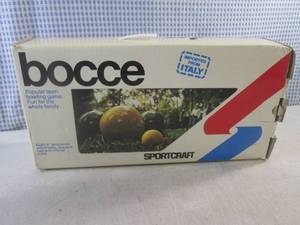 bocce
IMPORTED
FROM
ITALY
Popular lawn
bowling game.
Fun for the
whole family.
SPORTCRAFT